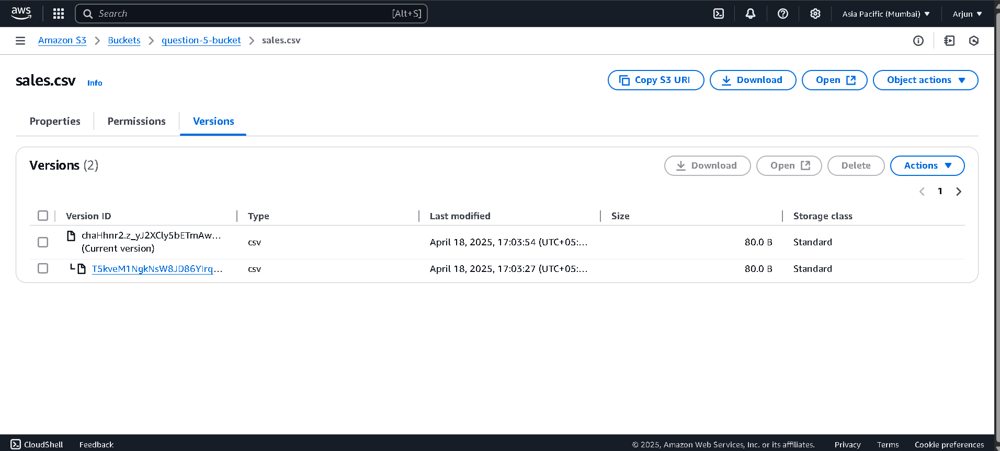 aws
Search [Alt+S] Asia Pacific (Mumbai) Arjun
Amazon S3 Buckets question-5-bucket sales.csv
sales.csv Info Copy S3 URI Download Open Object actions
Properties Permissions Versions
Versions (2) Download Open Delete Actions
1
Version ID Type Last modified Size Storage class
chaHhnr2.z_yJ2XCly5bETmAw...
(Current version) csv April 18, 2025, 17:03:54 (UTC+05:... 80.0 B Standard
T5kveM1NgkNsW8JD86YIrq... csv April 18, 2025, 17:03:27 (UTC+05:... 80.0 B Standard
CloudShell Feedback © 2025, Amazon Web Services, Inc. or its affiliates. Privacy Terms Cookie preferences